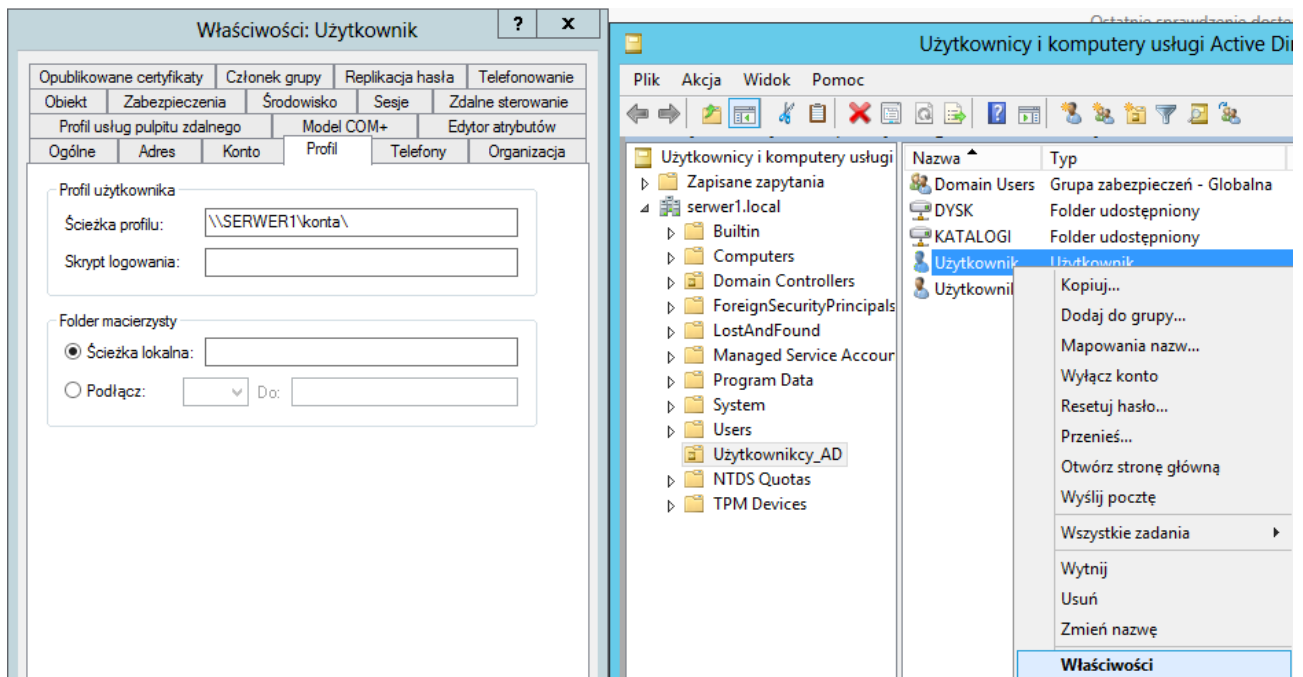 Właściwości: Użytkownik
?
x
Opublikowane certyfikaty
Członek grupy
Replikacja hasła
Telefonowanie
Obiekt
Zabezpieczenia
Środowisko
Sesje
Zdalne sterowanie
Profil usług pulpitu zdalnego
Model COM+
Edytor atrybutów
Ogólne
Adres
Konto
Profil
Telefony
Organizacja
Profil użytkownika
Ścieżka profilu:
\\SERWER1\konta\
Skrypt logowania:
Folder macierzysty
Ścieżka lokalna:
Podłącz:
Do:
Ostatnie sprawdzenie
Użytkownicy i komputery usługi Active Di
Plik
Akcja
Widok
Pomoc
Użytkownicy i komputery usługi
Zapisane zapytania
serwer1.local
Builtin
Computers
Domain Controllers
ForeignSecurityPrincipals
LostAndFound
Managed Service Accour
Program Data
System
Users
Użytkownikcy_AD
NTDS Quotas
TPM Devices
Nazwa
Typ
Domain Users
Grupa zabezpieczeń - Globalna
DYSK
Folder udostępniony
KATALOGI
Folder udostępniony
Użytkownik
Użytkownik
Użytkownil
Kopiuj...
Dodaj do grupy...
Mapowania nazw...
Wyłącz konto
Resetuj hasło...
Przenieś...
Otwórz stronę główną
Wyślij pocztę
Wszystkie zadania
Wytnij
Usuń
Zmień nazwę
Właściwości